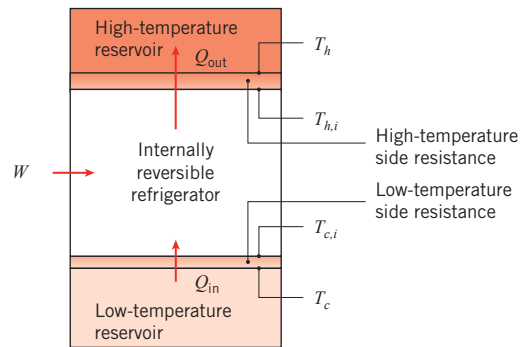 High-temperature
reservoir
Q_out
T_h
T_h,i
High-temperature
side resistance
Internally
reversible
refrigerator
W
Low-temperature
side resistance
T_c,i
Q_in
T_c
Low-temperature
reservoir